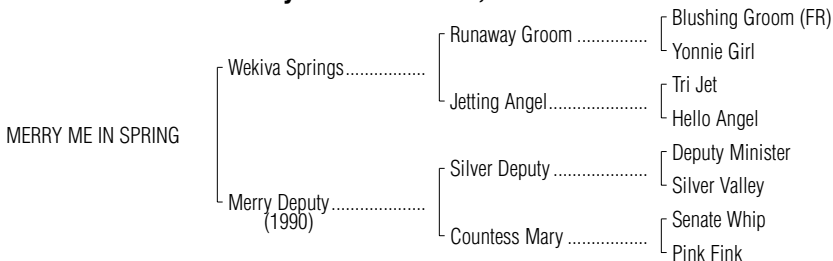 Blushing Groom (FR)
Runaway Groom ...............
Yonnie Girl
Wekiva Springs.................
Tri Jet
Jetting Angel.....................
Hello Angel
MERRY ME IN SPRING
Deputy Minister
Silver Deputy ....................
Silver Valley
Merry Deputy....................
(1990)
Senate Whip
Countess Mary .................
Pink Fink